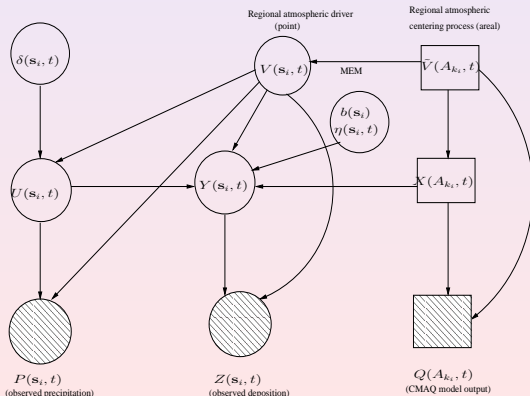 Regional atmospheric driver
(point)
Regional atmospheric
centering process (areal)
δ(s_i, t)
V(s_i, t)
MEM
Ṽ(A_{k_i}, t)
b(s_i)
η(s_i, t)
U(s_i, t)
Y(s_i, t)
X(A_{k_i}, t)
P(s_i, t)
(observed precipitation)
Z(s_i, t)
(observed deposition)
Q(A_{k_i}, t)
(CMAQ model output)